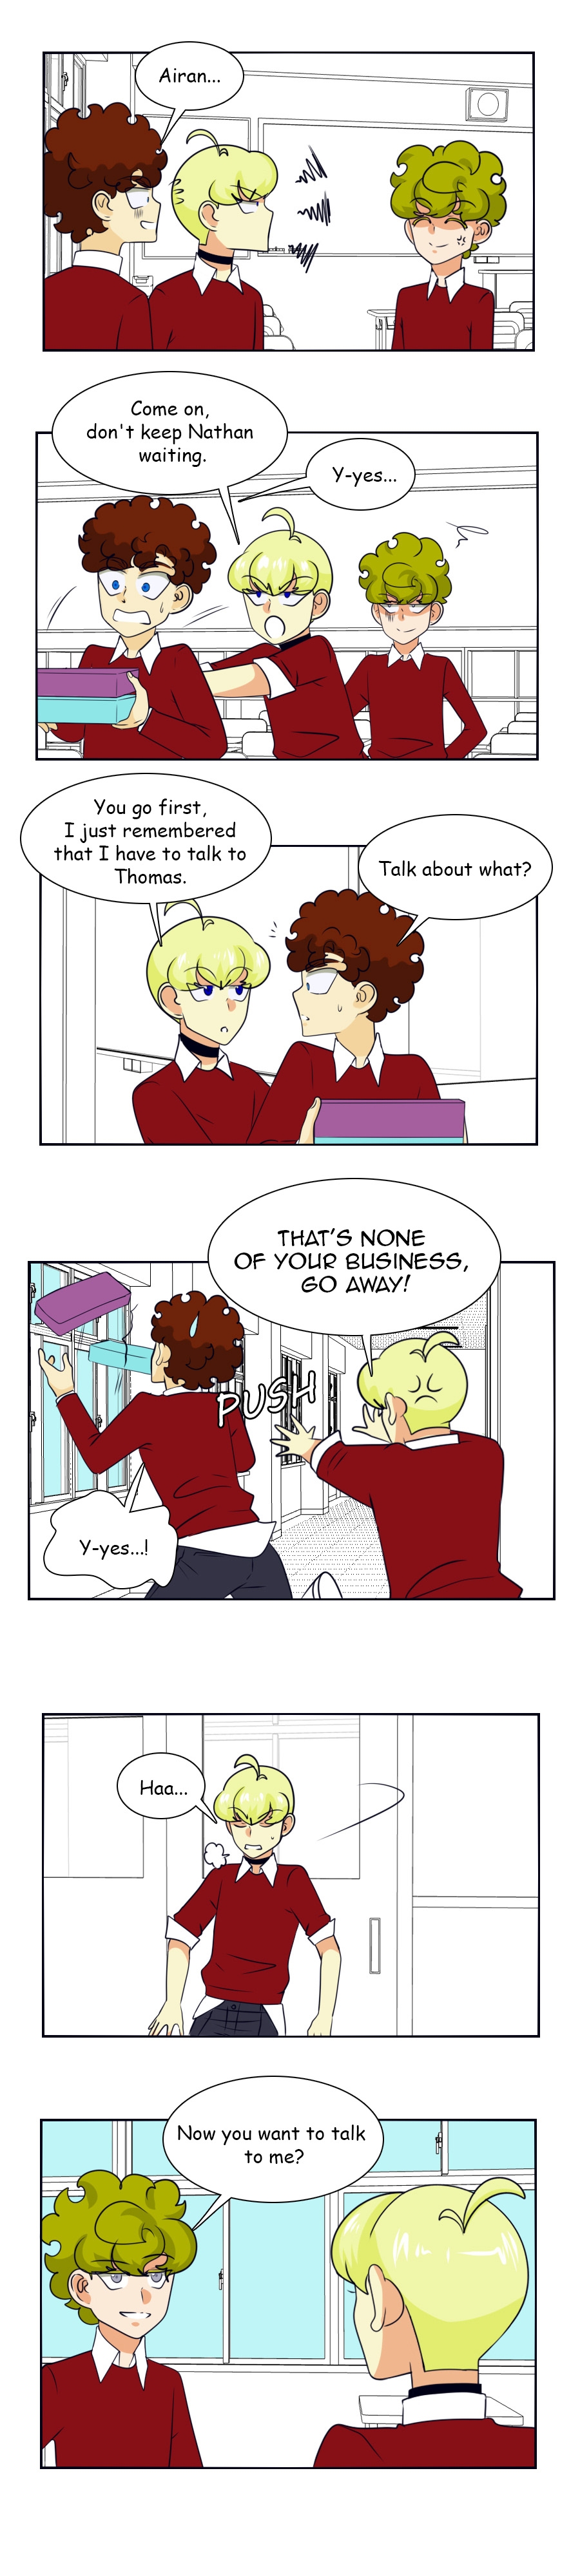 Airan...
Come on,
don't keep Nathan
waiting.
Y-yes...
You go first,
I just remembered
that I have to talk to
Thomas.
Talk about what?
THAT'S NONE
OF YOUR BUSINESS,
GO AWAY!
PUSH
Y-yes...!
Haa...
Now you want to talk
to me?